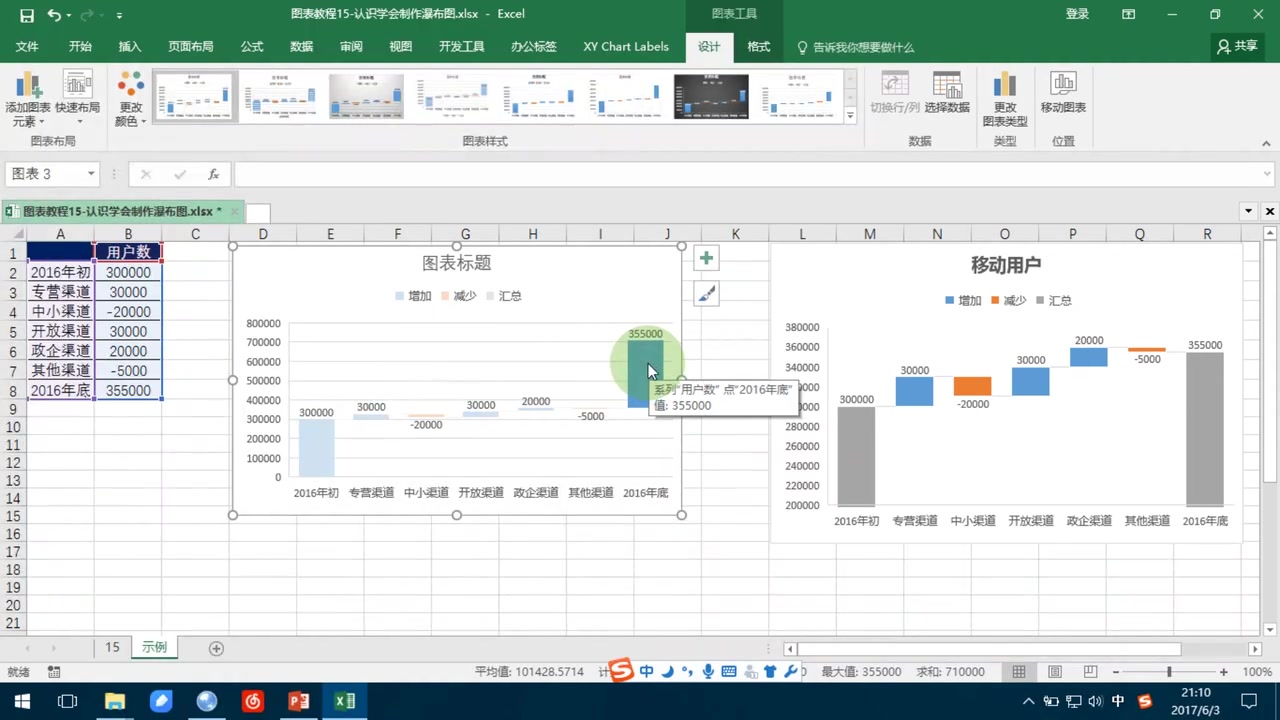 图表教程15-认识学会制作瀑布图.xlsx - Excel
图表工具
登录
文件 开始 插入 页面布局 公式 数据 审阅 视图 开发工具 办公标签 XY Chart Labels 设计 格式 告诉我你想要做什么 共享
添加图表元素 快速布局 更改颜色 切换行/列 选择数据 更改图表类型 移动图表
图表布局 图表样式 数据 类型 位置
图表 3 fx
图表教程15-认识学会制作瀑布图.xlsx *
A B C D E F G H I J K L M N O P Q R
1 用户数
2 2016年初 300000
3 专营渠道 30000
4 中小渠道 -20000
5 开放渠道 30000
6 政企渠道 20000
7 其他渠道 -5000
8 2016年底 355000
9
10
11
12
13
14
15
16
17
18
19
20
21
图表标题
增加 减少 汇总
800000
700000
600000
500000
400000
300000
200000
100000
0
300000 30000 -20000 30000 20000 -5000 355000
2016年初 专营渠道 中小渠道 开放渠道 政企渠道 其他渠道 2016年底
系列"用户数" 点"2016年底"
值: 355000
移动用户
增加 减少 汇总
380000
360000
340000
280000
260000
240000
220000
200000
300000 30000 -20000 30000 20000 -5000 355000
2016年初 专营渠道 中小渠道 开放渠道 政企渠道 其他渠道 2016年底
15 示例
就绪 平均值: 101428.5714 中 最大值: 355000 求和: 710000 100%
中
21:10
2017/6/3